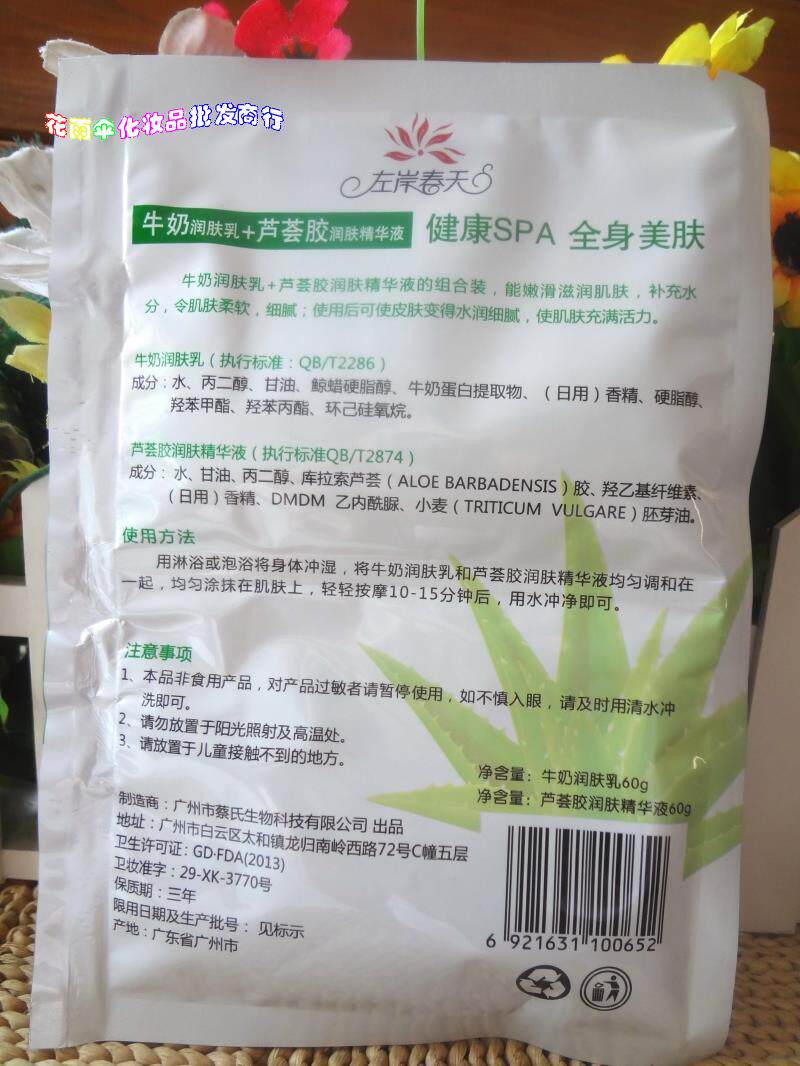 花雨伞化妆品批发商行
左岸春天
牛奶润肤乳+芦荟胶润肤精华液 健康SPA 全身美肤
牛奶润肤乳+芦荟胶润肤精华液的组合装，能嫩滑滋润肌肤，补充水
分，令肌肤柔软，细腻；使用后可使皮肤变得水润细腻，使肌肤充满活力。
牛奶润肤乳（执行标准：QB/T2286）
成分：水、丙二醇、甘油、鲸蜡硬脂醇、牛奶蛋白提取物、（日用）香精、硬脂醇、
羟苯甲酯、羟苯丙酯、环己硅氧烷。
芦荟胶润肤精华液（执行标准QB/T2874）
成分：水、甘油、丙二醇、库拉索芦荟（ALOE BARBADENSIS）胶、羟乙基纤维素、
（日用）香精、DMDM 乙内酰脲、小麦（TRITICUM VULGARE）胚芽油。
使用方法
用淋浴或泡浴将身体冲湿，将牛奶润肤乳和芦荟胶润肤精华液均匀调和在
一起，均匀涂抹在肌肤上，轻轻按摩10-15分钟后，用水冲净即可。
注意事项
1、本品非食用产品，对产品过敏者请暂停使用，如不慎入眼，请及时用清水冲
洗即可。
2、请勿放置于阳光照射及高温处。
3、请放置于儿童接触不到的地方。
净含量：牛奶润肤乳60g
净含量：芦荟胶润肤精华液60g
制造商：广州市蔡氏生物科技有限公司 出品
地址：广州市白云区太和镇龙归南岭西路72号C幢五层
卫生许可证：GD·FDA(2013)
卫妆准字：29-XK-3770号
保质期：三年
限用日期及生产批号： 见标示
产地：广东省广州市
6 921631 100652